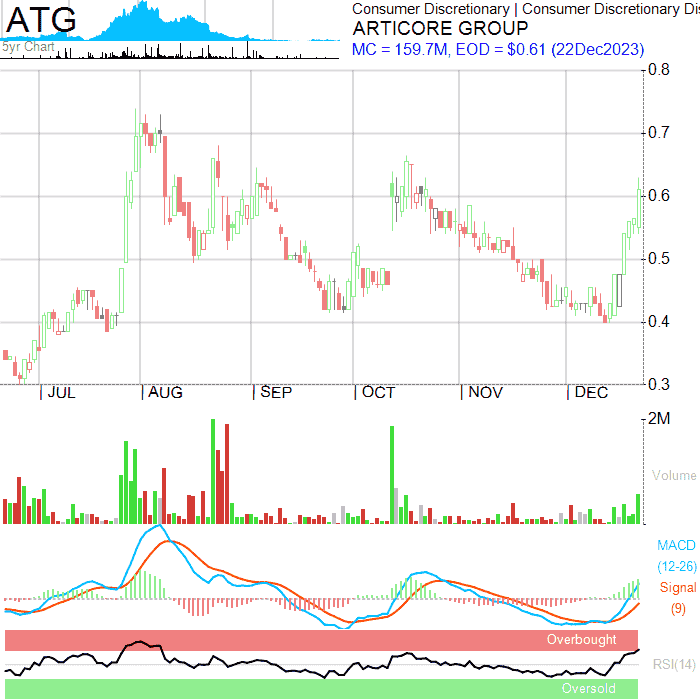 ATG
Consumer Discretionary | Consumer Discretionary Dis
ARTICORE GROUP
MC = 159.7M, EOD = $0.61 (22Dec2023)
5yr Chart
0.8
0.7
0.6
0.5
0.4
0.3
JUL AUG SEP OCT NOV DEC
2M
Volume
MACD
(12-26)
Signal
(9)
Overbought
RSI(14)
Oversold